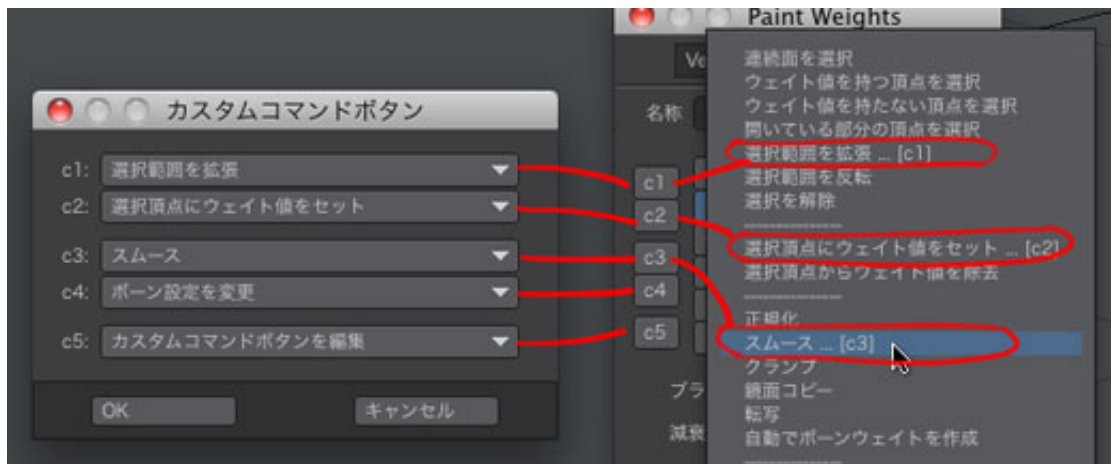 Paint Weights
カスタムコマンドボタン
c1: 選択範囲を拡張
c2: 選択頂点にウェイト値をセット
c3: スムース
c4: ボーン設定を変更
c5: カスタムコマンドボタンを編集
OK
キャンセル
Ve
名称
c1
c2
c3
c4
c5
ブラ
減衰
連続面を選択
ウェイト値を持つ頂点を選択
ウェイト値を持たない頂点を選択
開いている部分の頂点を選択
選択範囲を拡張 ... [c1]
選択範囲を反転
選択を解除
選択頂点にウェイト値をセット ... [c2]
選択頂点からウェイト値を除去
正規化
スムース ... [c3]
クランプ
鏡面コピー
転写
自動でボーンウェイトを作成